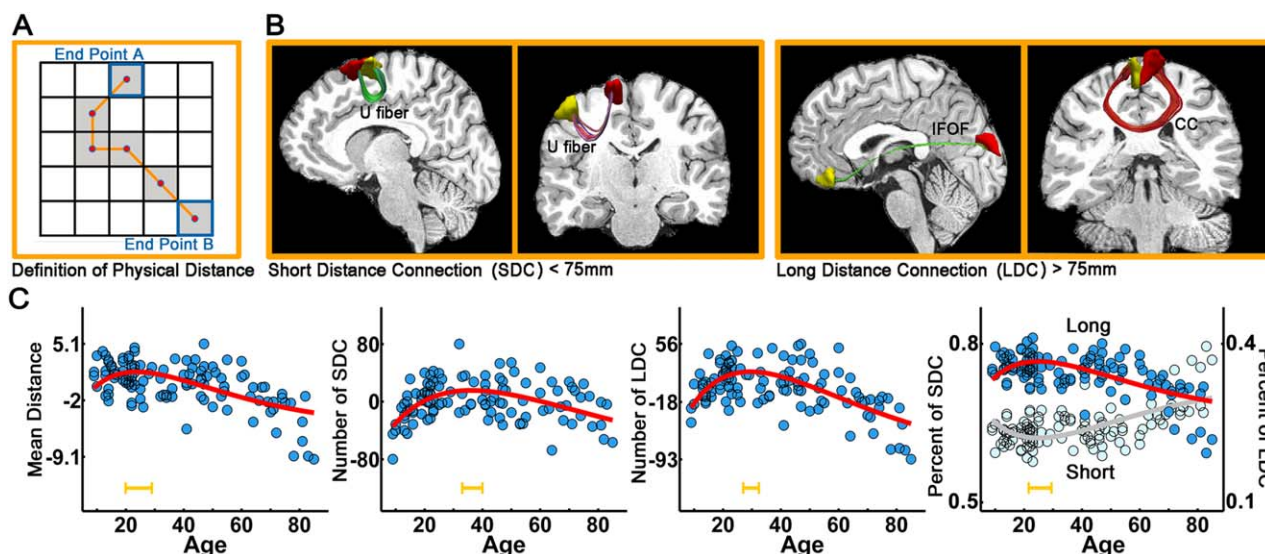 A
B
End Point A
End Point B
Definition of Physical Distance
U fiber
U fiber
Short Distance Connection (SDC) < 75mm
IFOF
CC
Long Distance Connection (LDC) > 75mm
C
Mean Distance
5.1
-2
-9.1
20 40 60 80
Age
Number of SDC
80
0
-80
20 40 60 80
Age
Number of LDC
56
-18
-93
20 40 60 80
Age
Percent of SDC
0.8
0.5
Long
Short
0.4
0.1
Percent of LDC
20 40 60 80
Age